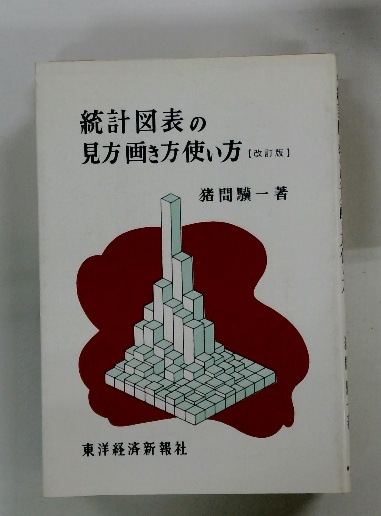 統計図表の
見方画き方使い方［改訂版］
猪間驥一著
東洋経済新報社